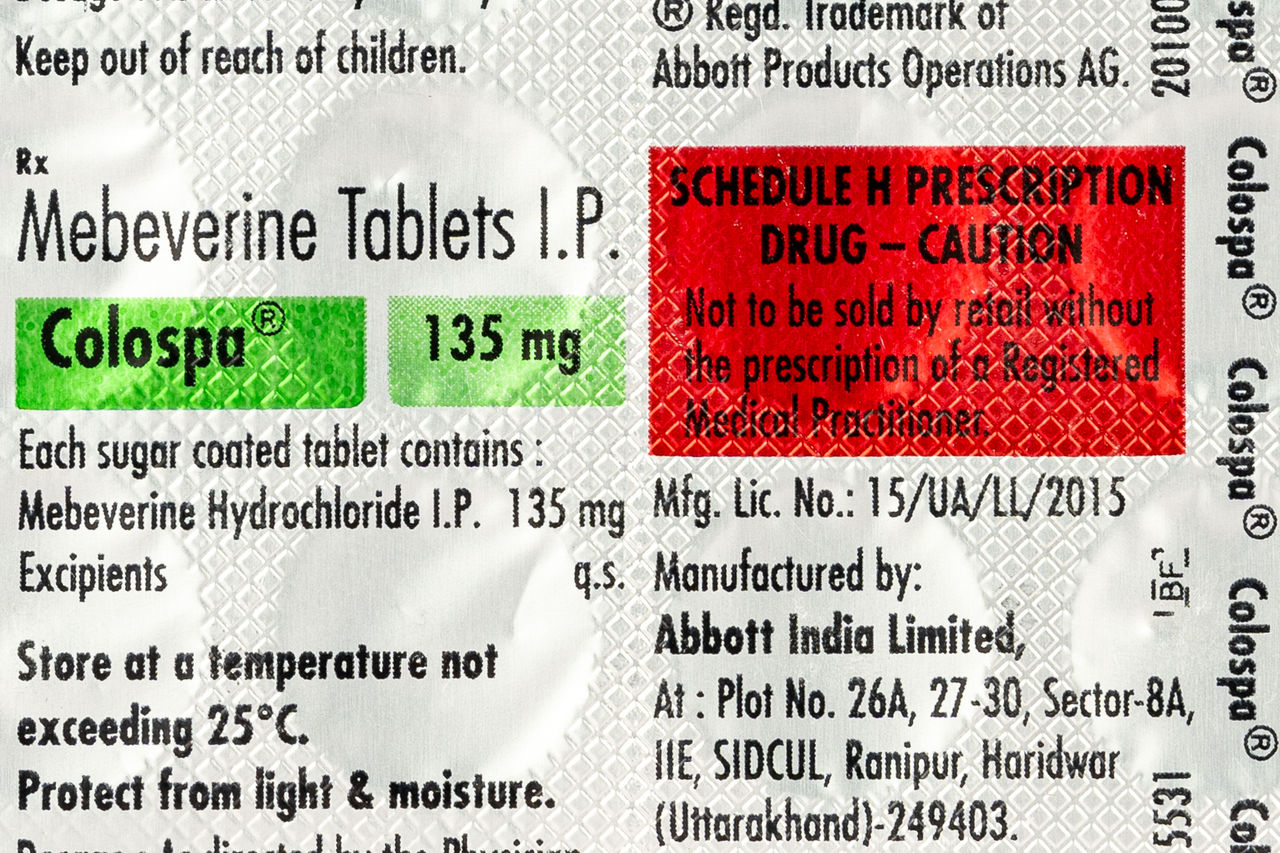 Keep out of reach of children.
Rx
Mebeverine Tablets I.P.
Colospa® 135 mg
Each sugar coated tablet contains :
Mebeverine Hydrochloride I.P. 135 mg
Excipients q.s.
Store at a temperature not
exceeding 25°C.
Protect from light & moisture.
® Regd. Trademark of
Abbott Products Operations AG.
SCHEDULE H PRESCRIPTION
DRUG – CAUTION
Not to be sold by retail without
the prescription of a Registered
Medical Practitioner.
Mfg. Lic. No.: 15/UA/LL/2015
Manufactured by:
Abbott India Limited,
At : Plot No. 26A, 27-30, Sector-8A,
IIE, SIDCUL, Ranipur, Haridwar
(Uttarakhand)-249403.
Colospa®
Colospa®
Colospa®